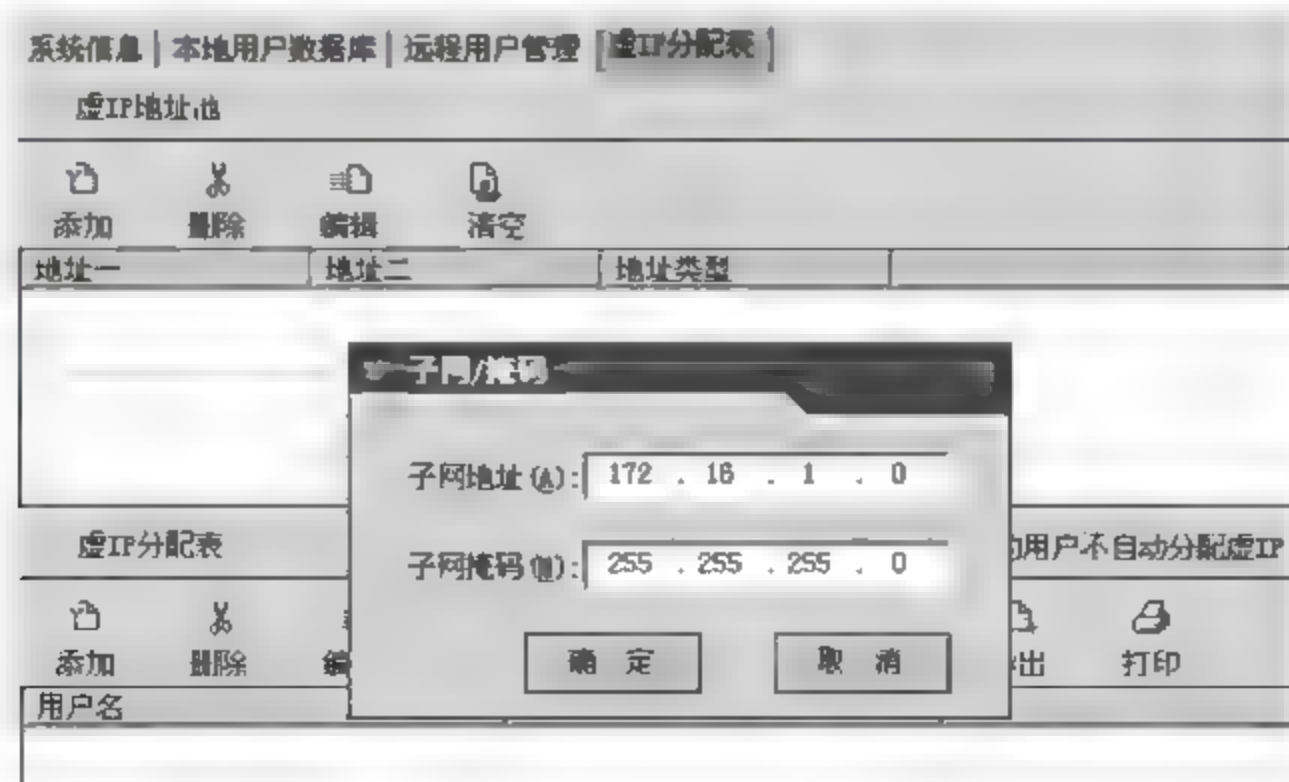 系统信息 本地用户数据库 远程用户管理 虚IP分配表
虚IP地址池
添加 删除 编辑 清空
地址一 地址二 地址类型
子网/掩码
子网地址(A): 172 . 16 . 1 . 0
子网掩码(M): 255 . 255 . 255 . 0
确 定 取 消
虚IP分配表 用户不自动分配虚IP
添加 删除 编 出 打印
用户名